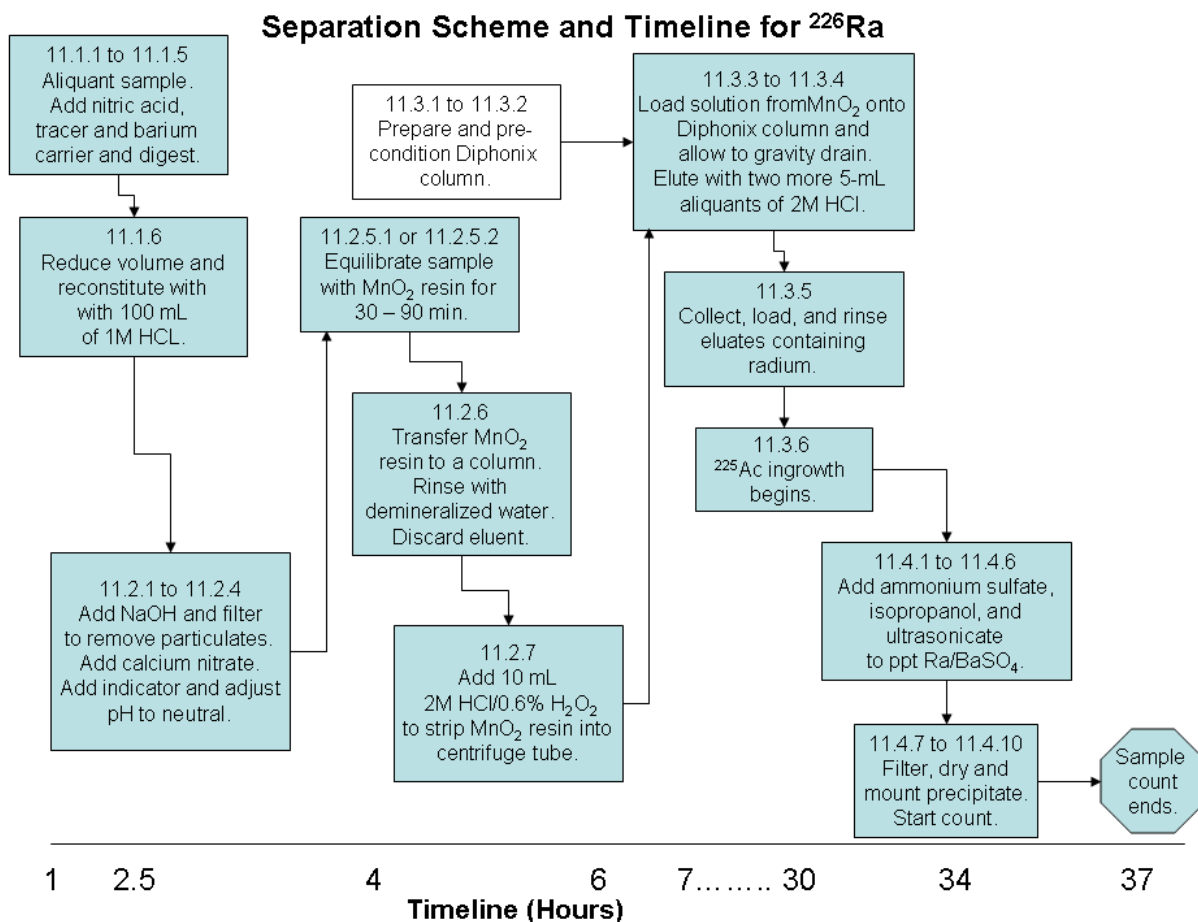 Separation Scheme and Timeline for ²²⁶Ra
11.1.1 to 11.1.5
Aliquant sample.
Add nitric acid,
tracer and barium
carrier and digest.
11.1.6
Reduce volume and
reconstitute with
with 100 mL
of 1M HCL.
11.2.1 to 11.2.4
Add NaOH and filter
to remove particulates.
Add calcium nitrate.
Add indicator and adjust
pH to neutral.
11.2.5.1 or 11.2.5.2
Equilibrate sample
with MnO₂ resin for
30 – 90 min.
11.2.6
Transfer MnO₂
resin to a column.
Rinse with
demineralized water.
Discard eluent.
11.2.7
Add 10 mL
2M HCl/0.6% H₂O₂
to strip MnO₂ resin into
centrifuge tube.
11.3.1 to 11.3.2
Prepare and pre-
condition Diphonix
column.
11.3.3 to 11.3.4
Load solution fromMnO₂ onto
Diphonix column and
allow to gravity drain.
Elute with two more 5-mL
aliquants of 2M HCl.
11.3.5
Collect, load, and rinse
eluates containing
radium.
11.3.6
²²⁵Ac ingrowth
begins.
11.4.1 to 11.4.6
Add ammonium sulfate,
isopropanol, and
ultrasonicate
to ppt Ra/BaSO₄.
11.4.7 to 11.4.10
Filter, dry and
mount precipitate.
Start count.
Sample
count
ends.
1 2.5 4 6 7…..….. 30 34 37
Timeline (Hours)